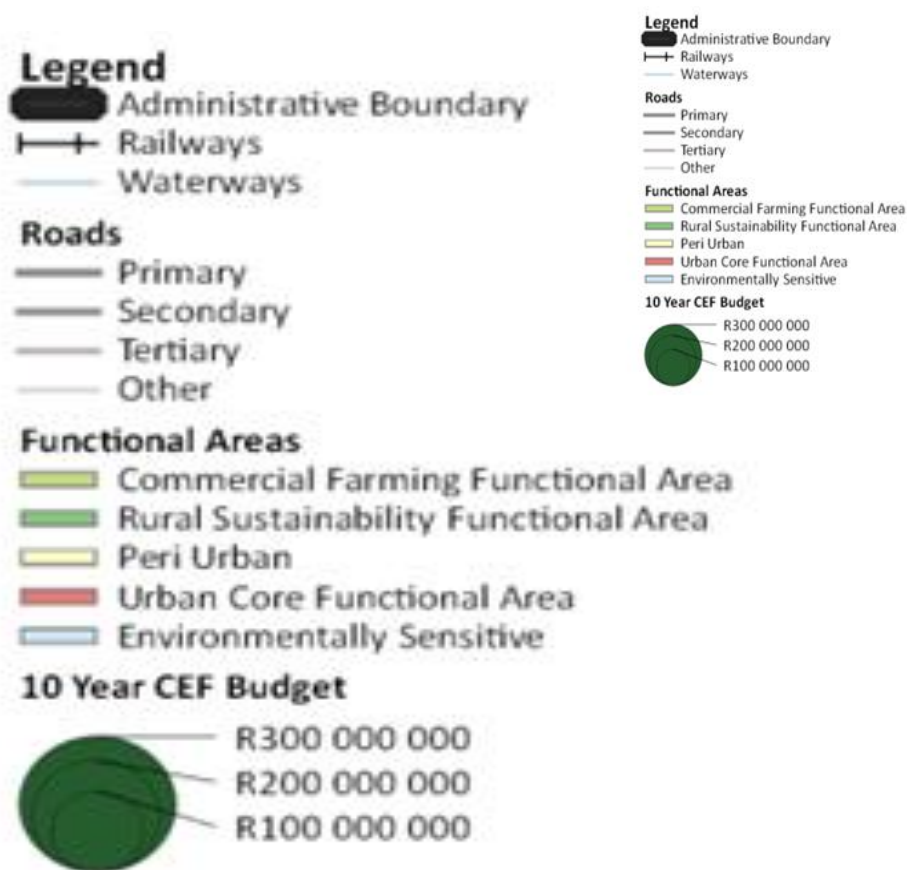 Legend
Administrative Boundary
Railways
Waterways
Roads
Primary
Secondary
Tertiary
Other
Functional Areas
Commercial Farming Functional Area
Rural Sustainability Functional Area
Peri Urban
Urban Core Functional Area
Environmentally Sensitive
10 Year CEF Budget
R300 000 000
R200 000 000
R100 000 000
Legend
Administrative Boundary
Railways
Waterways
Roads
Primary
Secondary
Tertiary
Other
Functional Areas
Commercial Farming Functional Area
Rural Sustainability Functional Area
Peri Urban
Urban Core Functional Area
Environmentally Sensitive
10 Year CEF Budget
R300 000 000
R200 000 000
R100 000 000